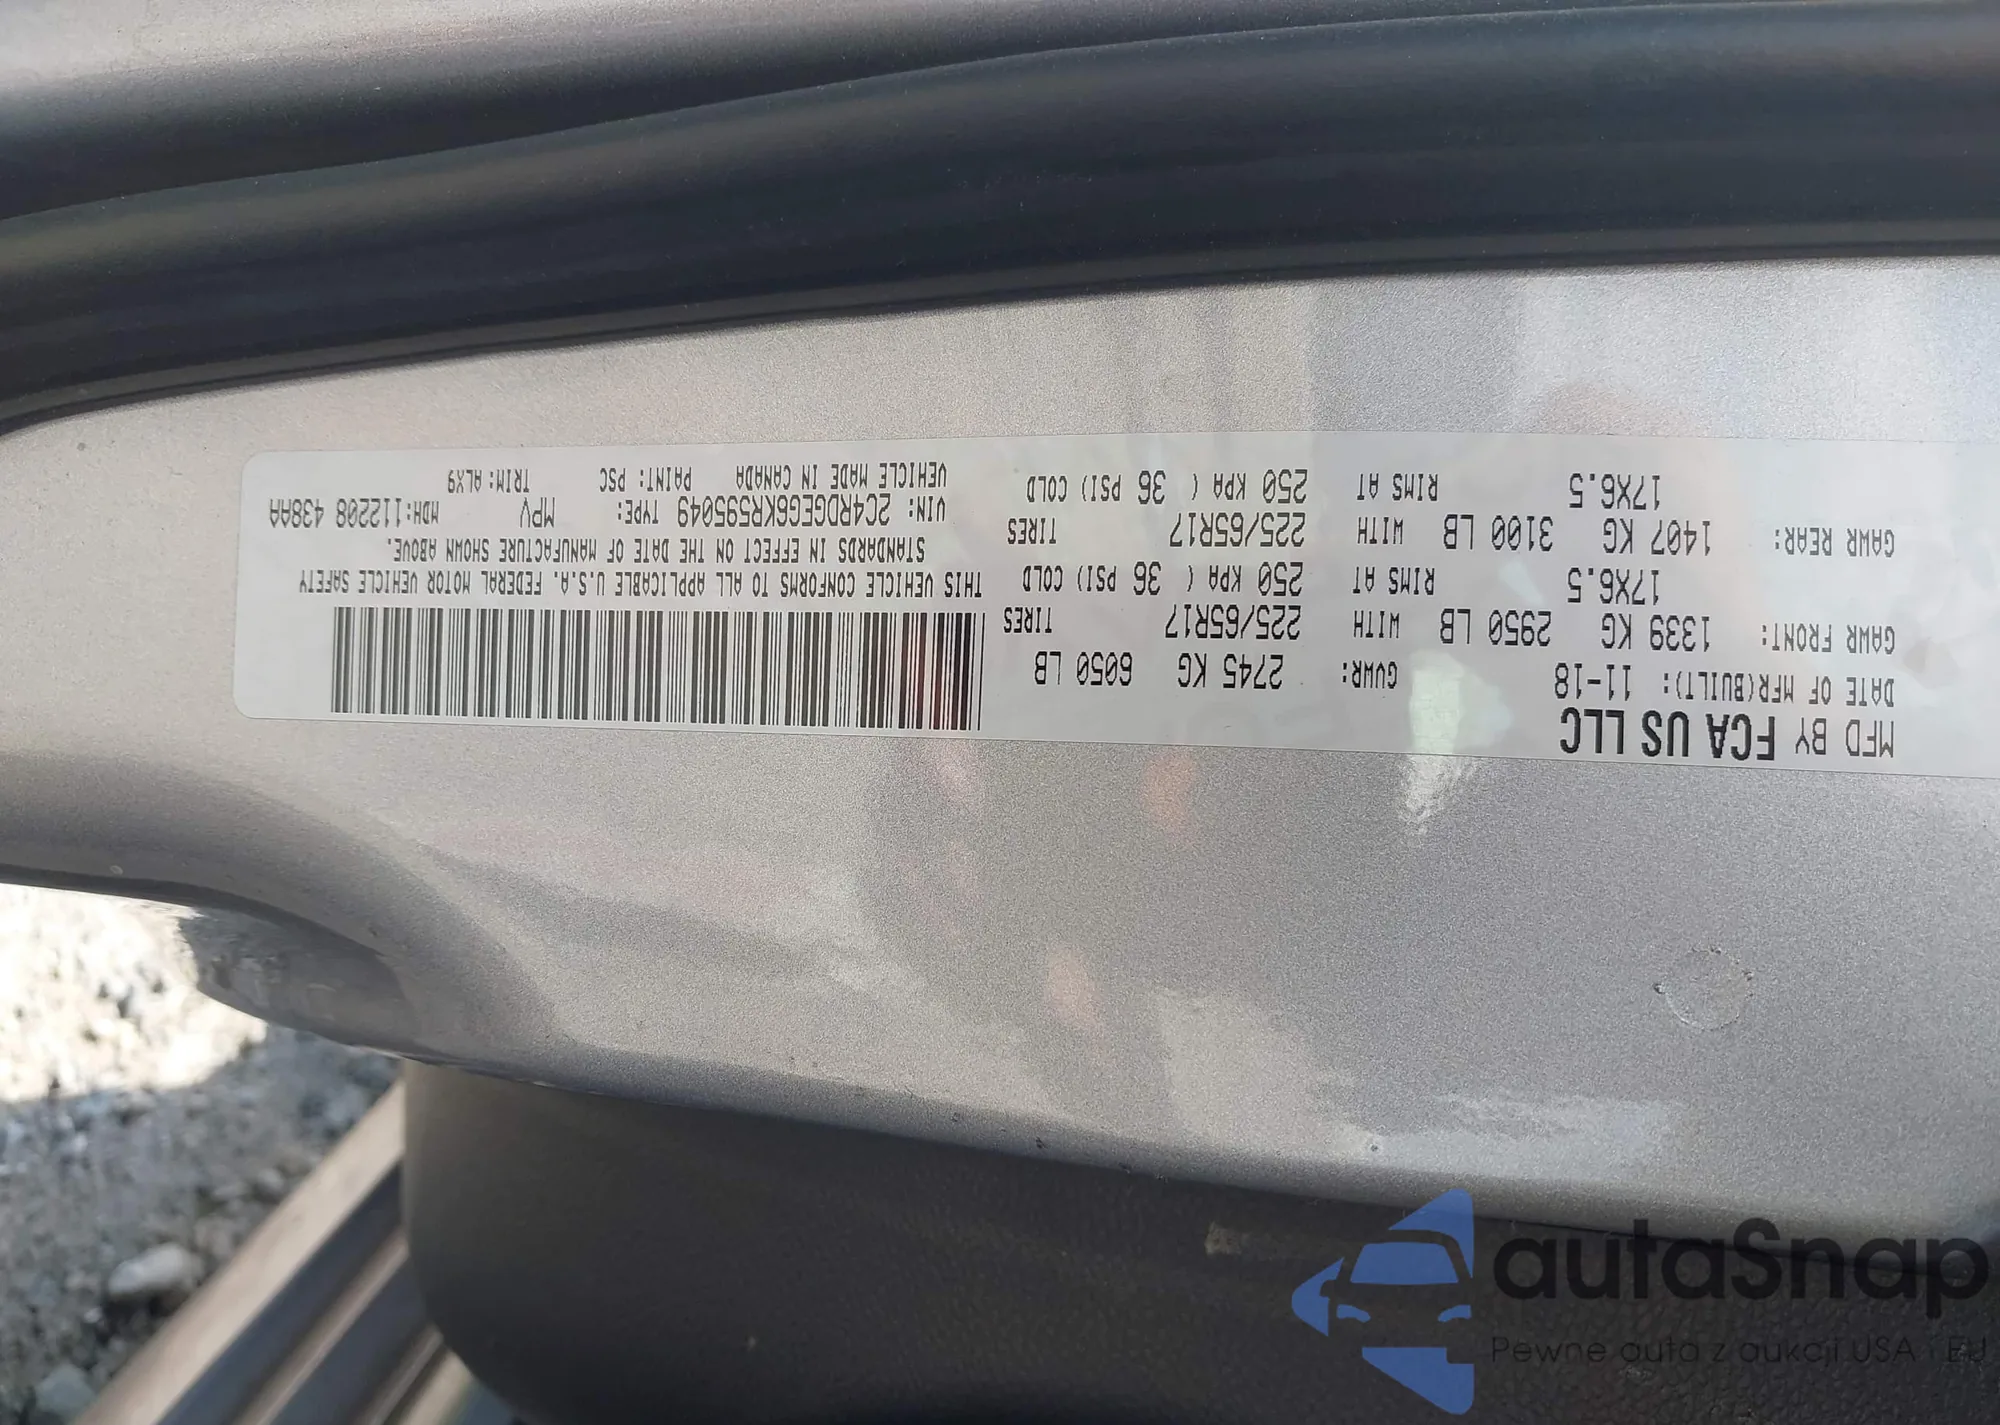 MFD BY FCA US LLC
DATE OF MFR(BUILT): 11-18 GVWR: 2745 KG 6050 LB
GAWR FRONT: 1339 KG 2950 LB WITH 225/65R17 TIRES
17X6.5 RIMS AT 250 KPA ( 36 PSI) COLD
GAWR REAR: 1407 KG 3100 LB WITH 225/65R17 TIRES
17X6.5 RIMS AT 250 KPA ( 36 PSI) COLD
THIS VEHICLE CONFORMS TO ALL APPLICABLE U.S.A. FEDERAL MOTOR VEHICLE SAFETY
STANDARDS IN EFFECT ON THE DATE OF MANUFACTURE SHOWN ABOVE.
VIN: 2C4RDGEG6KR595049 TYPE: MPV MDH:112208 438AA
VEHICLE MADE IN CANADA PAINT: PSC TRIM: ALX9
autaSnap
Pewne auta z aukcji USA i EU